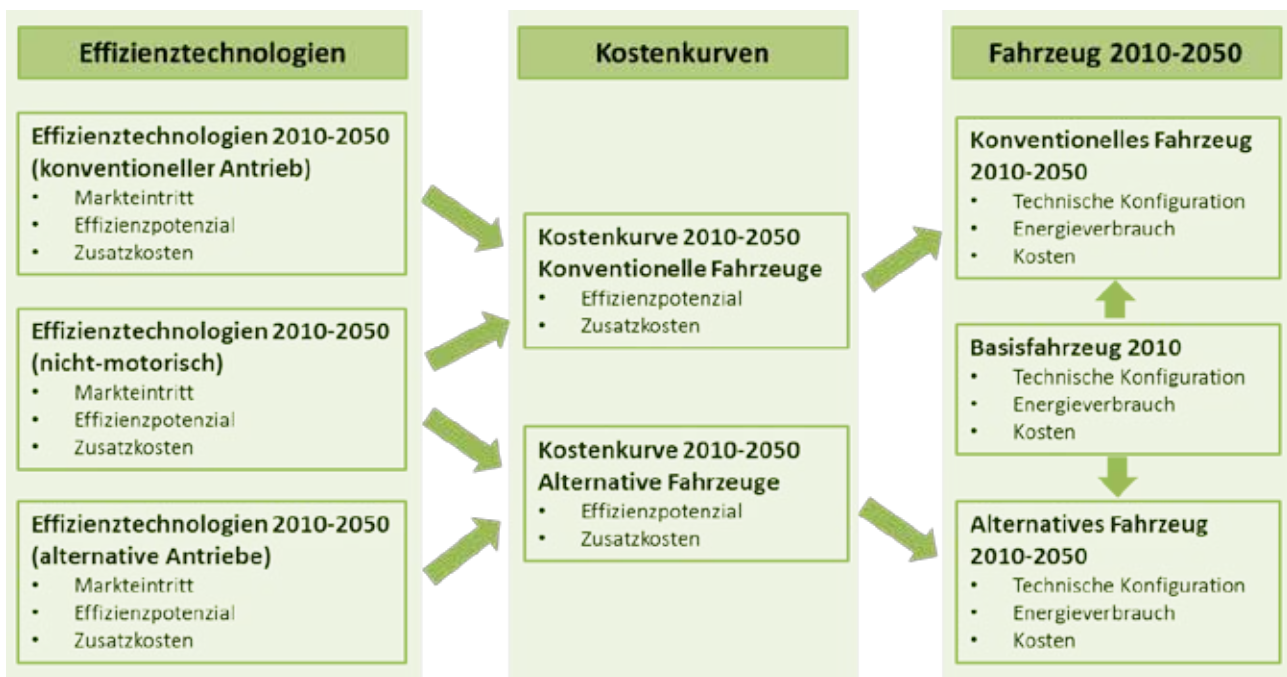 Effizienztechnologien
Effizienztechnologien 2010-2050
(konventioneller Antrieb)
• Markteintritt
• Effizienzpotenzial
• Zusatzkosten
Effizienztechnologien 2010-2050
(nicht-motorisch)
• Markteintritt
• Effizienzpotenzial
• Zusatzkosten
Effizienztechnologien 2010-2050
(alternative Antriebe)
• Markteintritt
• Effizienzpotenzial
• Zusatzkosten
Kostenkurven
Kostenkurve 2010-2050
Konventionelle Fahrzeuge
• Effizienzpotenzial
• Zusatzkosten
Kostenkurve 2010-2050
Alternative Fahrzeuge
• Effizienzpotenzial
• Zusatzkosten
Fahrzeug 2010-2050
Konventionelles Fahrzeug
2010-2050
• Technische Konfiguration
• Energieverbrauch
• Kosten
Basisfahrzeug 2010
• Technische Konfiguration
• Energieverbrauch
• Kosten
Alternatives Fahrzeug
2010-2050
• Technische Konfiguration
• Energieverbrauch
• Kosten